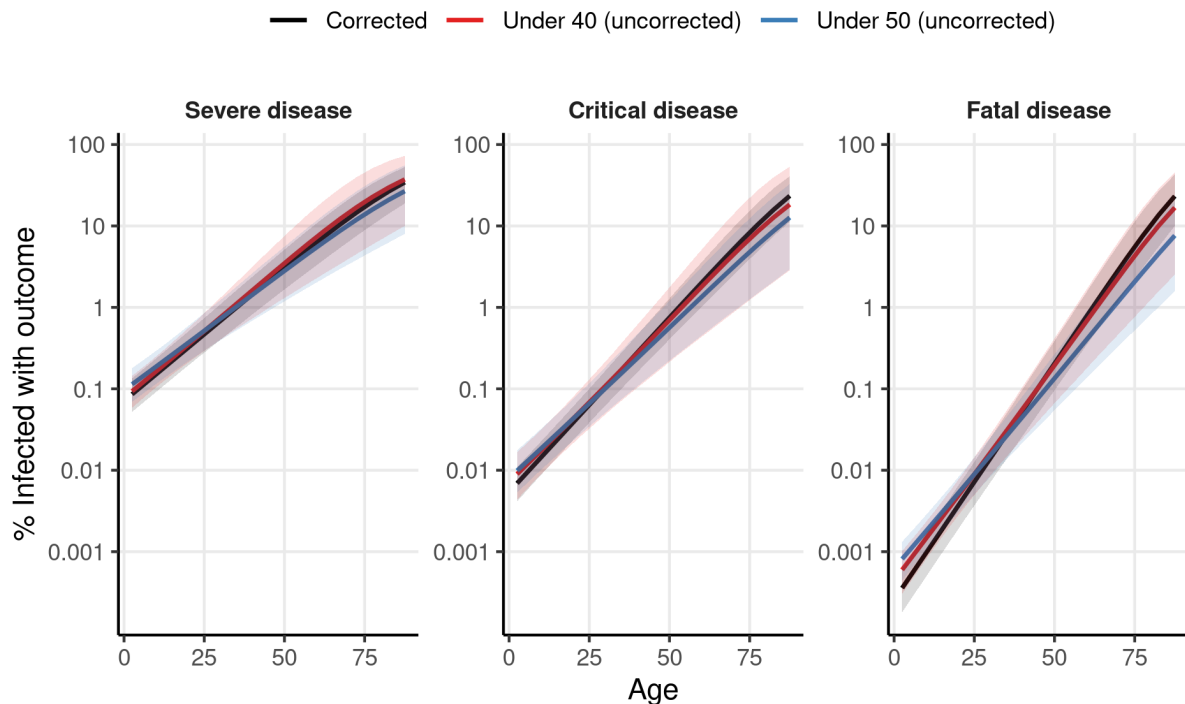 Corrected Under 40 (uncorrected) Under 50 (uncorrected)
Severe disease Critical disease Fatal disease
% Infected with outcome
100 100 100
10 10 10
1 1 1
0.1 0.1 0.1
0.01 0.01 0.01
0.001 0.001 0.001
0 25 50 75 0 25 50 75 0 25 50 75
Age